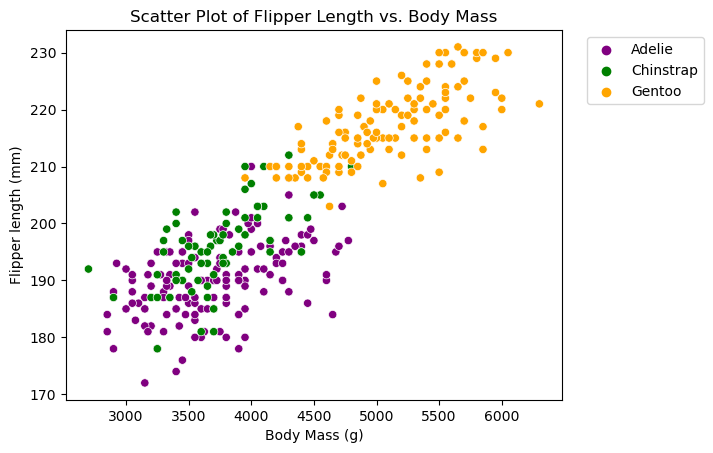 Scatter Plot of Flipper Length vs. Body Mass
Adelie
Chinstrap
Gentoo
Flipper length (mm)
230
220
210
200
190
180
170
3000 3500 4000 4500 5000 5500 6000
Body Mass (g)